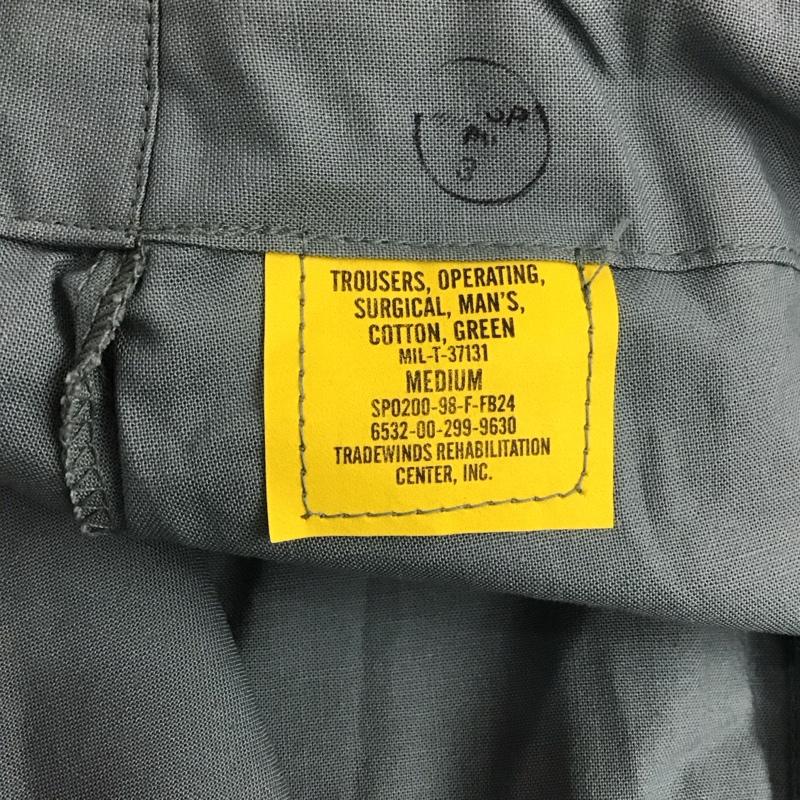 TROUSERS, OPERATING,
SURGICAL, MAN'S,
COTTON, GREEN
MIL-T-37131
MEDIUM
SP0200-98-F-FB24
6532-00-299-9630
TRADEWINDS REHABILITATION
CENTER, INC.